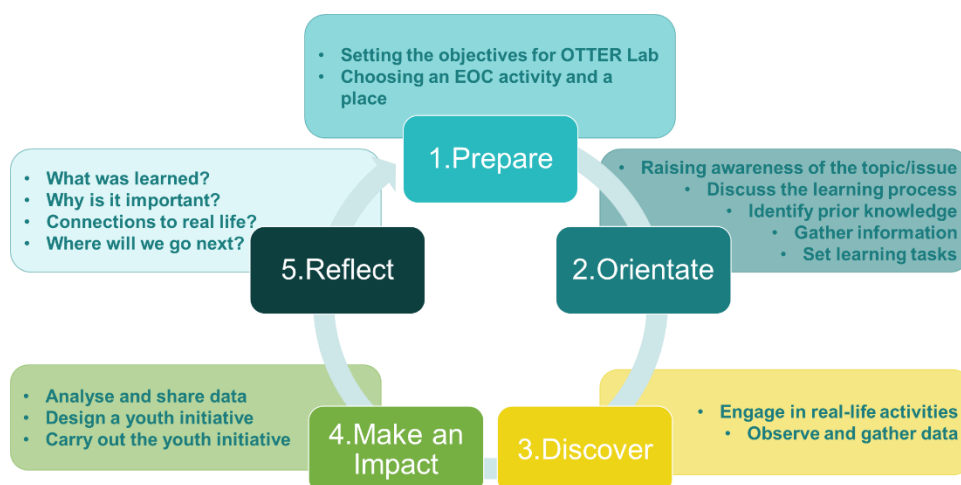 • Setting the objectives for OTTER Lab
• Choosing an EOC activity and a
place
1.Prepare
• Raising awareness of the topic/issue
• Discuss the learning process
• Identify prior knowledge
• Gather information
• Set learning tasks
2.Orientate
• Engage in real-life activities
• Observe and gather data
3.Discover
• Analyse and share data
• Design a youth initiative
• Carry out the youth initiative
4.Make an
Impact
• What was learned?
• Why is it important?
• Connections to real life?
• Where will we go next?
5.Reflect